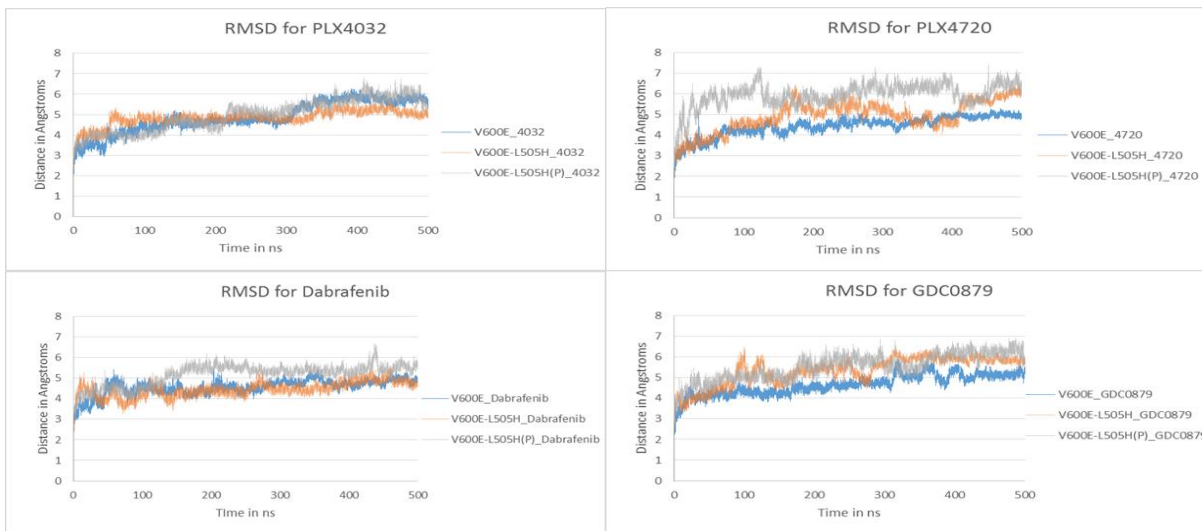 RMSD for PLX4032
8
7
6
5
4
3
2
1
0
Distance in Angstroms
0 100 200 300 400 500
Time in ns
V600E_4032
V600E-L505H_4032
V600E-L505H(P)_4032
RMSD for PLX4720
8
7
6
5
4
3
2
1
0
Distance in Angstroms
0 100 200 300 400 500
Time in ns
V600E_4720
V600E-L505H_4720
V600E-L505H(P)_4720
RMSD for Dabrafenib
8
7
6
5
4
3
2
1
0
Distance in Angstroms
0 100 200 300 400 500
TIme in ns
V600E_Dabrafenib
V600E-L505H_Dabrafenib
V600E-L505H(P)_Dabrafenib
RMSD for GDC0879
8
7
6
5
4
3
2
1
0
Distance in Angstroms
0 100 200 300 400 500
Time in ns
V600E_GDC0879
V600E-L505H_GDC0879
V600E-L505H(P)_GDC0879